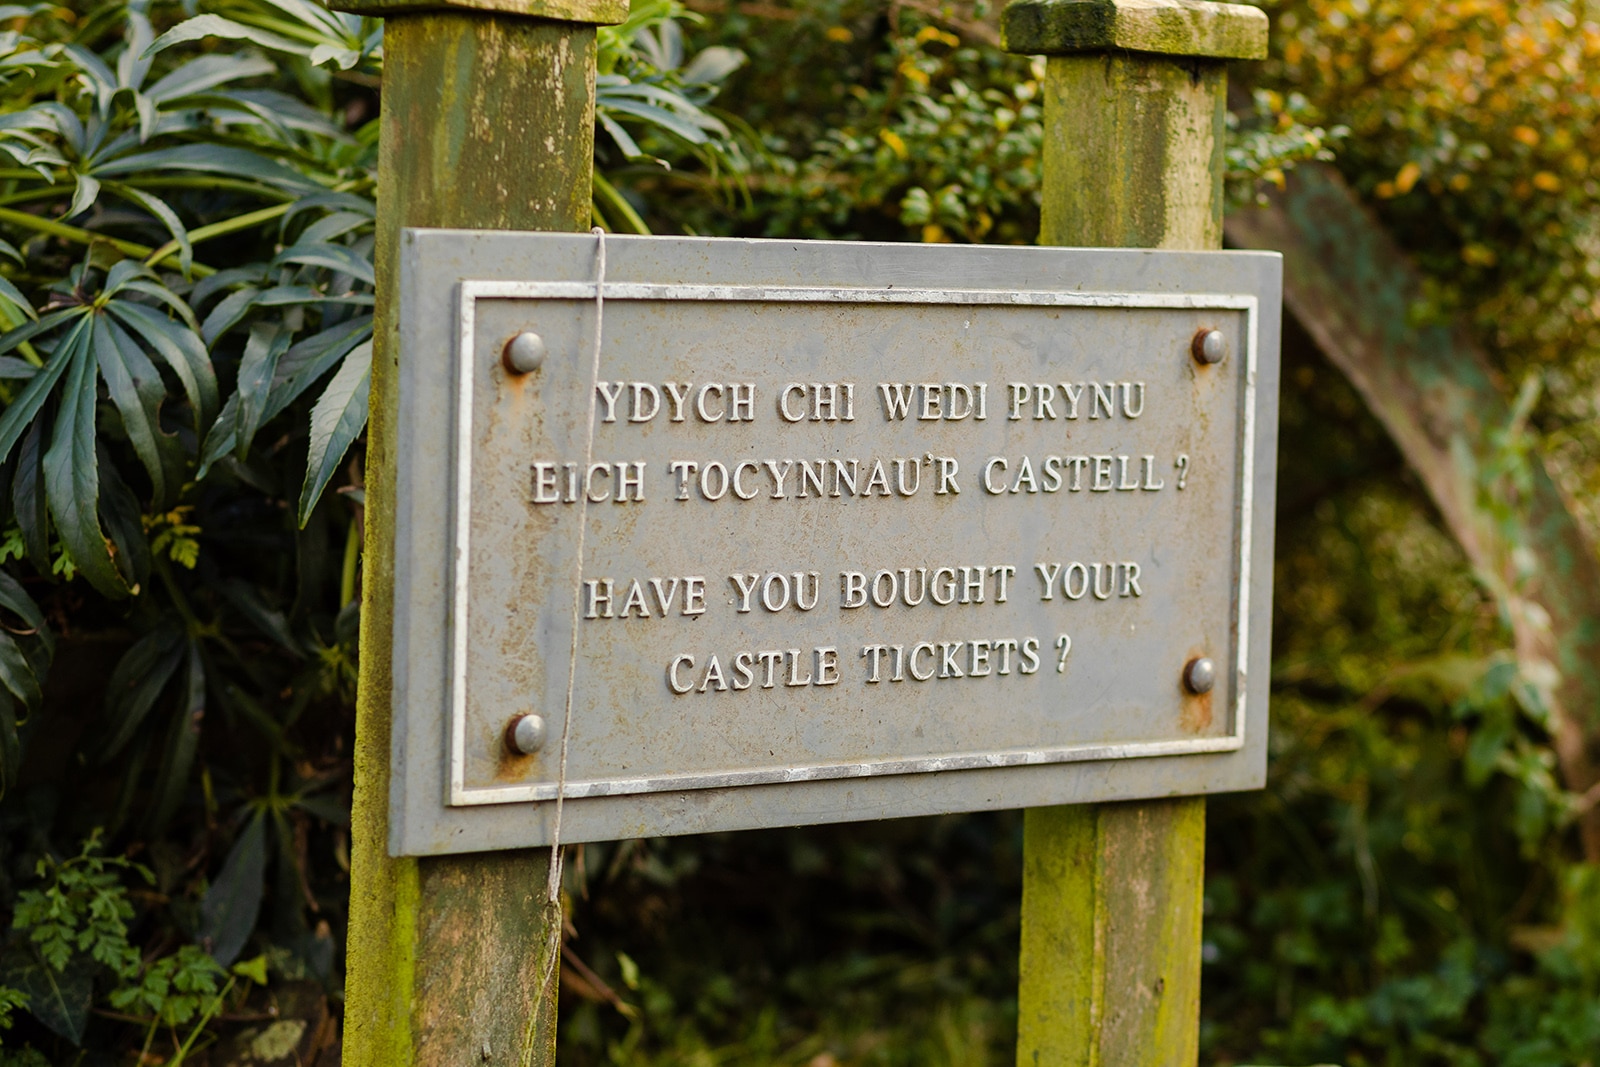 YDYCH CHI WEDI PRYNU
EICH TOCYNNAU'R CASTELL ?
HAVE YOU BOUGHT YOUR
CASTLE TICKETS ?